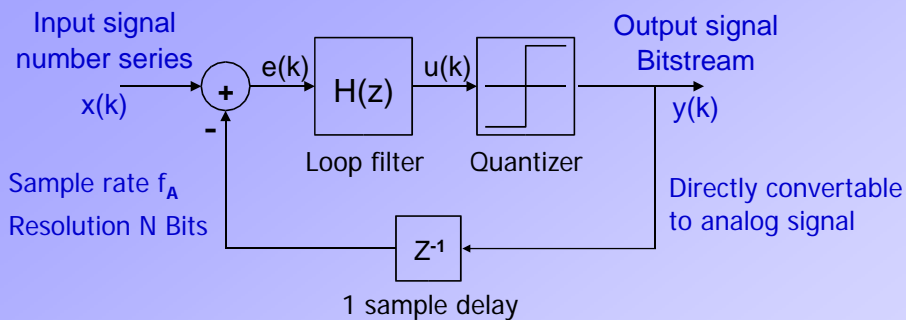 Input signal
number series
x(k)
+
-
e(k)
H(z)
Loop filter
u(k)
Quantizer
Output signal
Bitstream
y(k)
Sample rate f_A
Resolution N Bits
Directly convertable
to analog signal
Z⁻¹
1 sample delay